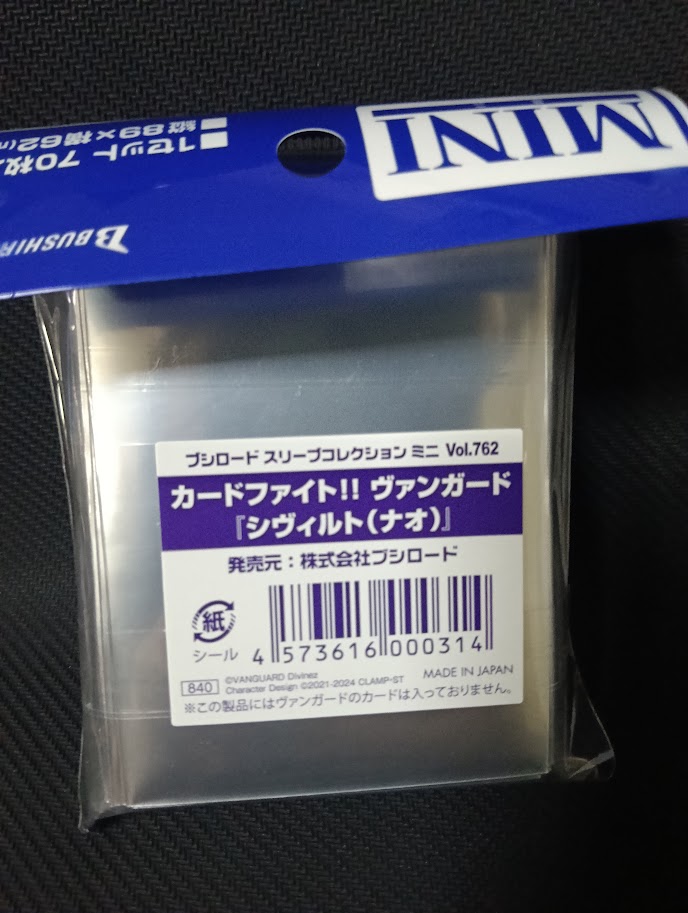 MINI
■1セット 70枚
■縦89×横62
BUSHIR
ブシロード スリーブコレクション ミニ Vol.762
カードファイト!! ヴァンガード
『シヴィルト(ナオ)』
発売元:株式会社ブシロード
紙
シール
4 573616 000314
840
©VANGUARD Divinez
Character Design ©2021-2024 CLAMP・ST
MADE IN JAPAN
※この製品にはヴァンガードのカードは入っておりません。